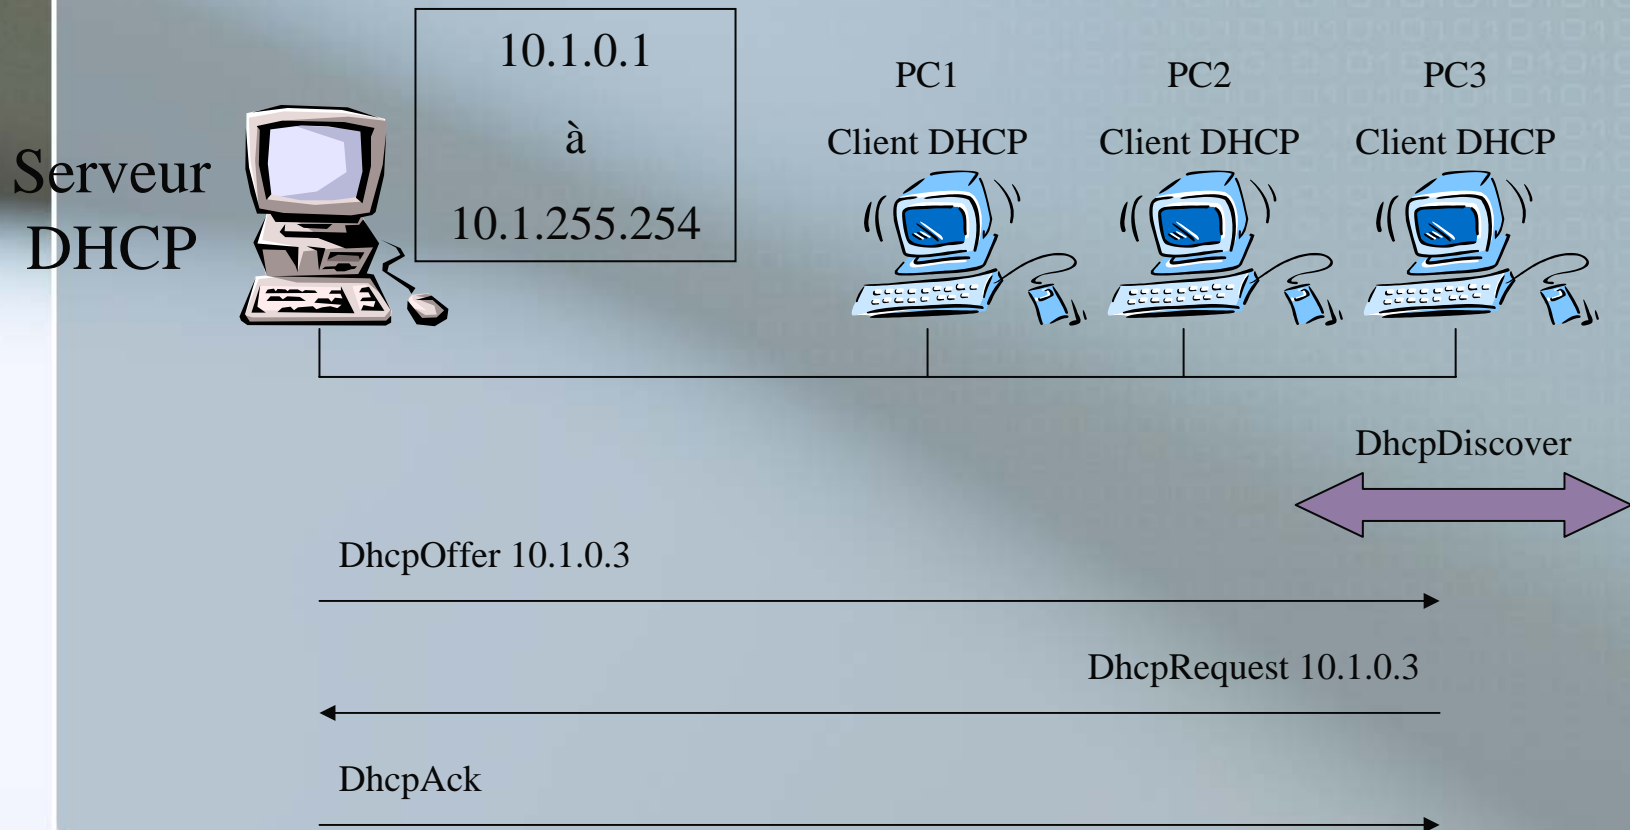 10.1.0.1
à
10.1.255.254
Serveur
DHCP
PC1
Client DHCP
PC2
Client DHCP
PC3
Client DHCP
DhcpDiscover
DhcpOffer 10.1.0.3
DhcpRequest 10.1.0.3
DhcpAck